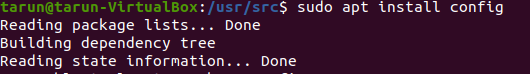 tarun@tarun-VirtualBox:/usr/src$ sudo apt install config
Reading package lists... Done
Building dependency tree
Reading state information... Done